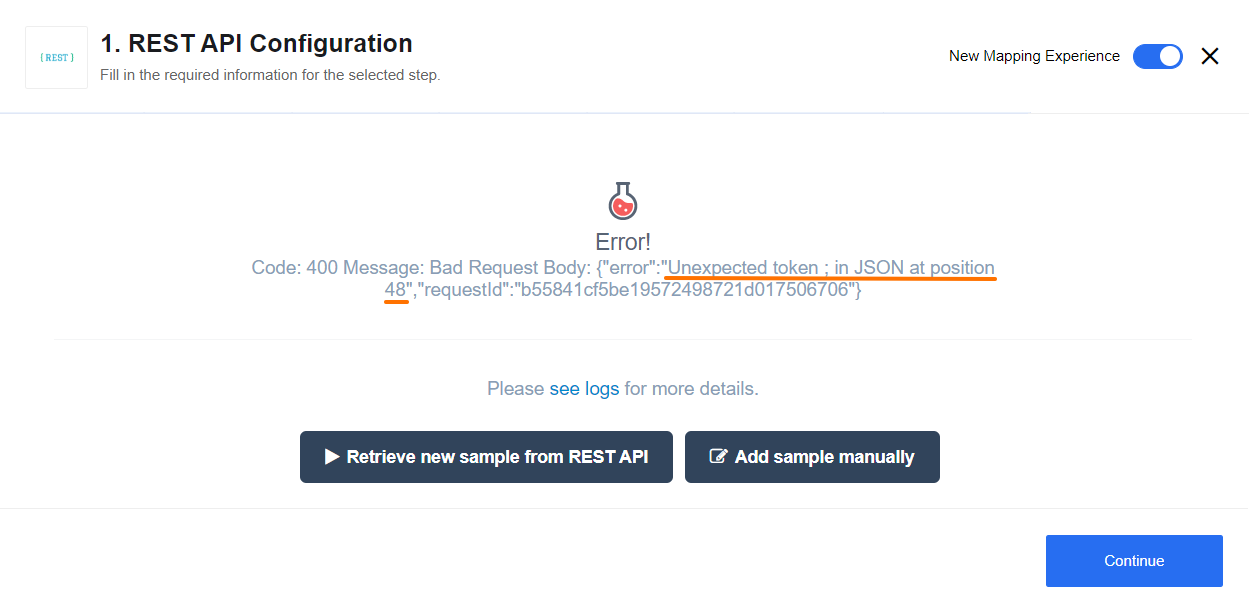 { REST }
1. REST API Configuration
Fill in the required information for the selected step.
New Mapping Experience
Error!
Code: 400 Message: Bad Request Body: {"error":"Unexpected token ; in JSON at position
48","requestId":"b55841cf5be19572498721d017506706"}
Please see logs for more details.
Retrieve new sample from REST API
Add sample manually
Continue